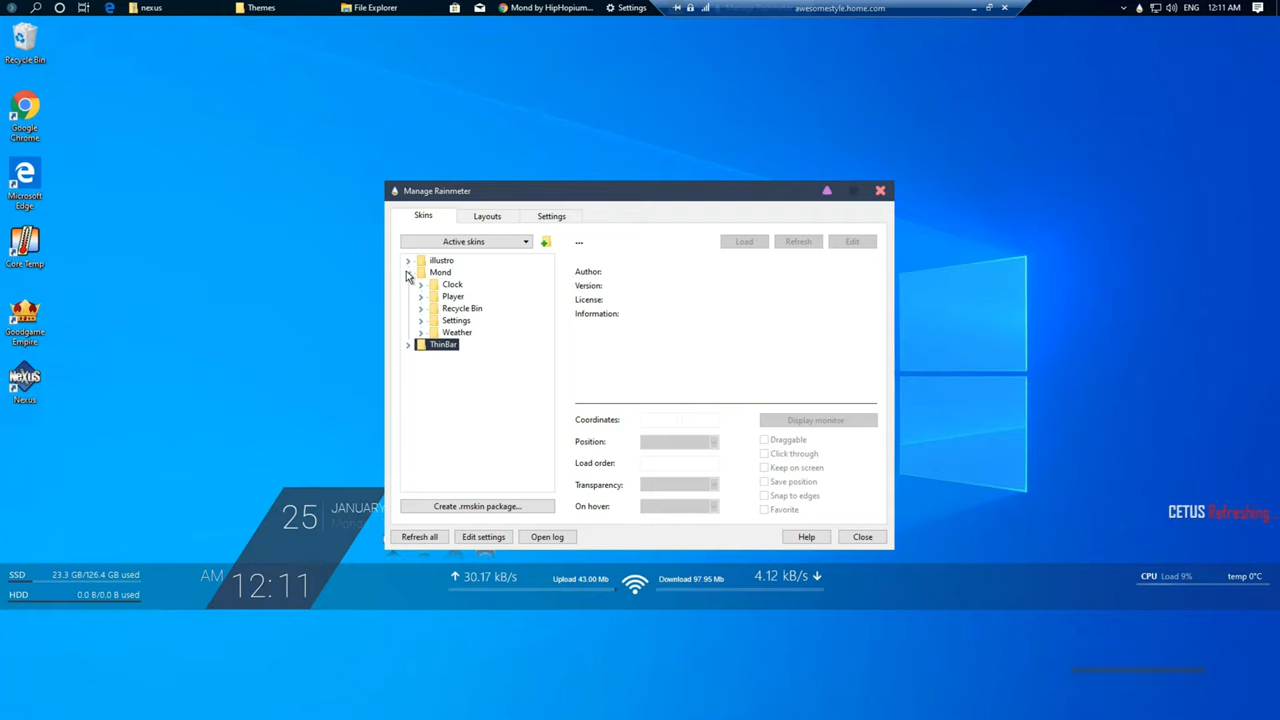 nexus
Themes
File Explorer
Mond by HipHopium...
Settings
awesomestyle.home.com
ENG
12:11 AM
Recycle Bin
Google
Chrome
Microsoft
Edge
Core Temp
Goodgame
Empire
Nexus
Manage Rainmeter
Skins
Layouts
Settings
Active skins
...
Load
Refresh
Edit
illustro
Mond
Clock
Player
Recycle Bin
Settings
Weather
ThinBar
Author:
Version:
License:
Information:
Coordinates:
Display monitor
Position:
Load order:
Transparency:
On hover:
Draggable
Click through
Keep on screen
Save position
Snap to edges
Favorite
Create .rmskin package...
Refresh all
Edit settings
Open log
Help
Close
25
JANUARY
AM
12:11
SSD
23.3 GB/126.4 GB used
HDD
0.0 B/0.0 B used
30.17 kB/s
Upload 43.00 Mb
Download 97.95 Mb
4.12 kB/s
CPU Load 9%
temp 0°C
CETUS Refreshing